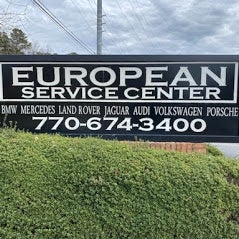 EUROPEAN
SERVICE CENTER
BMW MERCEDES LAND ROVER JAGUAR AUDI VOLKSWAGEN PORSCHE
770-674-3400